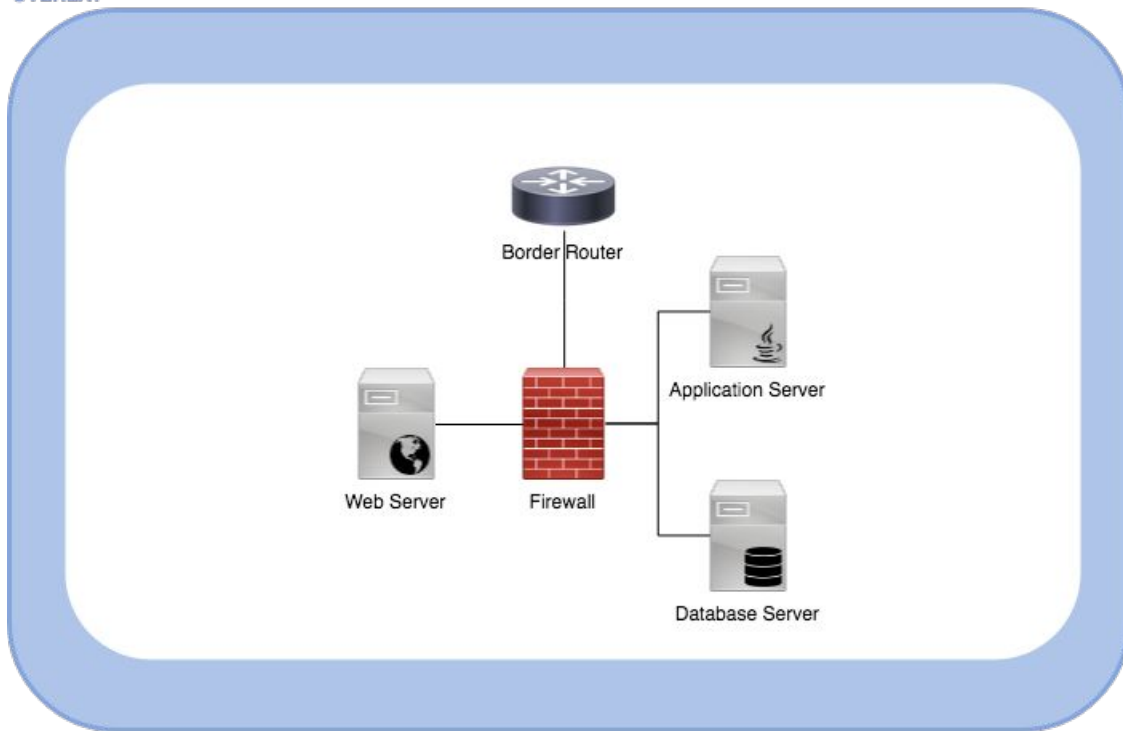 Border Router
Application Server
Web Server
Firewall
Database Server